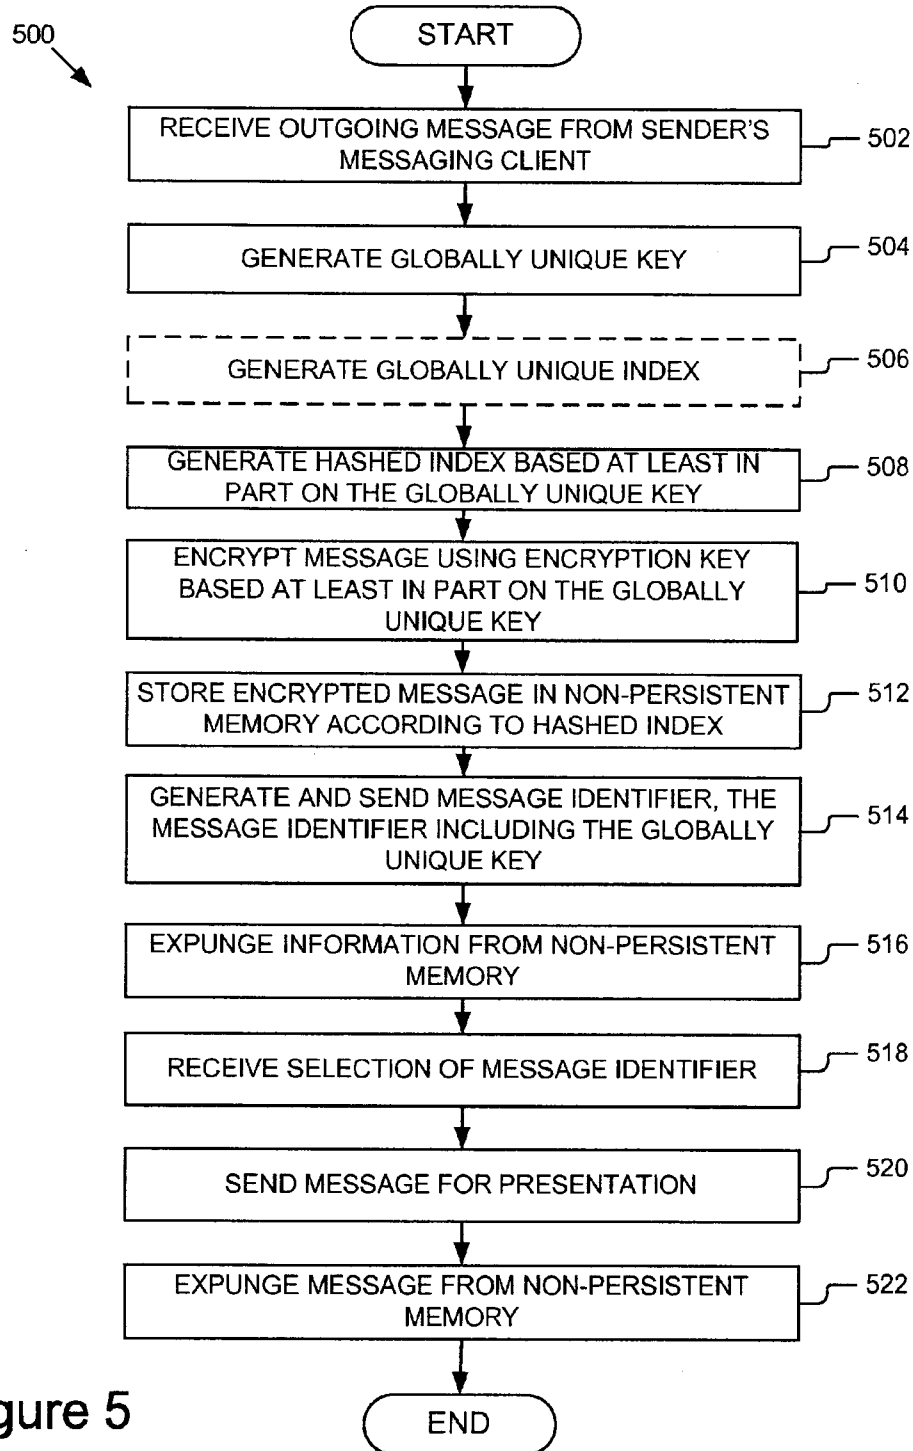 500
START
RECEIVE OUTGOING MESSAGE FROM SENDER'S
MESSAGING CLIENT
502
GENERATE GLOBALLY UNIQUE KEY
504
GENERATE GLOBALLY UNIQUE INDEX
506
GENERATE HASHED INDEX BASED AT LEAST IN
PART ON THE GLOBALLY UNIQUE KEY
508
ENCRYPT MESSAGE USING ENCRYPTION KEY
BASED AT LEAST IN PART ON THE GLOBALLY
UNIQUE KEY
510
STORE ENCRYPTED MESSAGE IN NON-PERSISTENT
MEMORY ACCORDING TO HASHED INDEX
512
GENERATE AND SEND MESSAGE IDENTIFIER, THE
MESSAGE IDENTIFIER INCLUDING THE GLOBALLY
UNIQUE KEY
514
EXPUNGE INFORMATION FROM NON-PERSISTENT
MEMORY
516
RECEIVE SELECTION OF MESSAGE IDENTIFIER
518
SEND MESSAGE FOR PRESENTATION
520
EXPUNGE MESSAGE FROM NON-PERSISTENT
MEMORY
522
END
gure 5